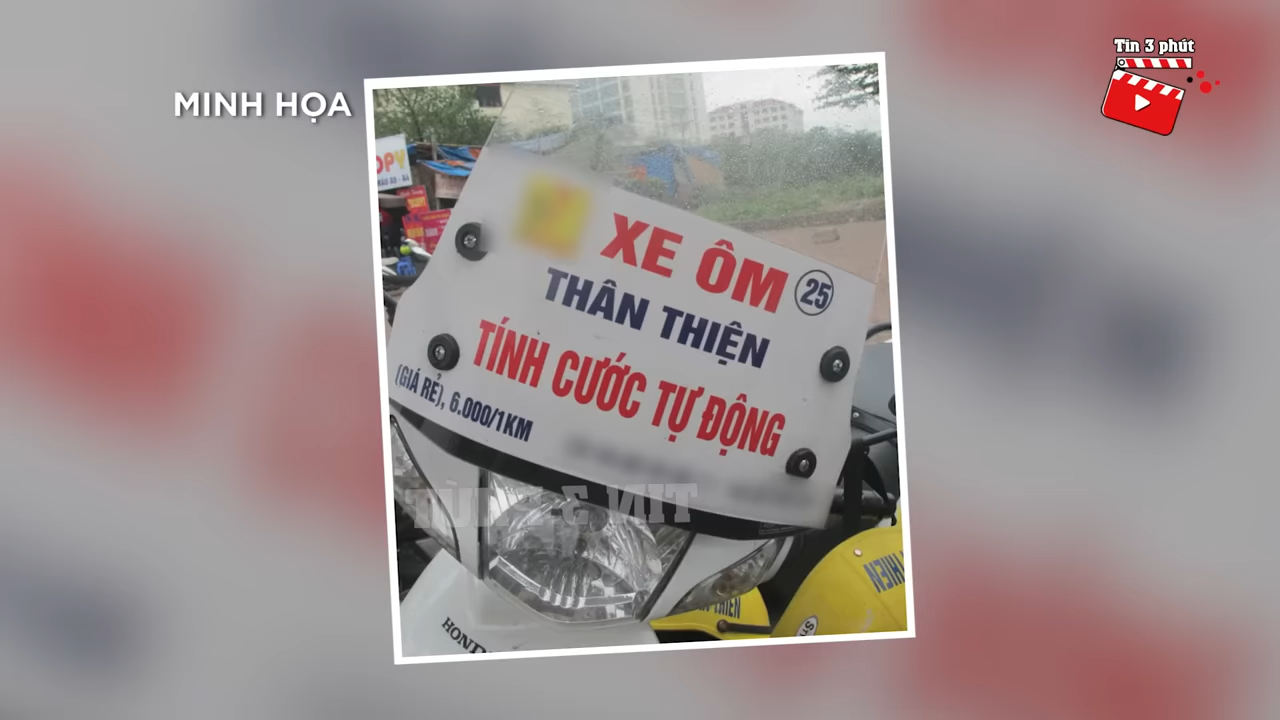 Tin 3 phút
MINH HỌA
XE ÔM
25
THÂN THIỆN
TÍNH CƯỚC TỰ ĐỘNG
(GIÁ RẺ), 6.000/1KM
HONDA
THIỆN